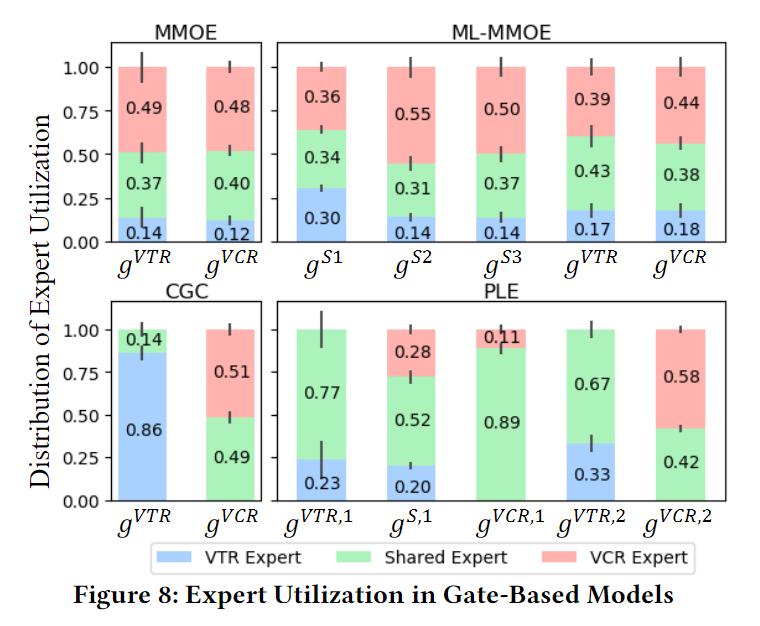 MMOE
ML-MMOE
Distribution of Expert Utilization
1.00
0.75
0.50
0.25
0.00
0.49
0.37
0.14
0.48
0.40
0.12
0.36
0.34
0.30
0.55
0.31
0.14
0.50
0.37
0.14
0.39
0.43
0.17
0.44
0.38
0.18
g^VTR
g^VCR
g^S1
g^S2
g^S3
g^VTR
g^VCR
CGC
PLE
1.00
0.75
0.50
0.25
0.00
0.14
0.86
0.51
0.49
0.77
0.23
0.28
0.52
0.20
0.11
0.89
0.67
0.33
0.58
0.42
g^VTR
g^VCR
g^VTR,1
g^S,1
g^VCR,1
g^VTR,2
g^VCR,2
VTR Expert
Shared Expert
VCR Expert
Figure 8: Expert Utilization in Gate-Based Models